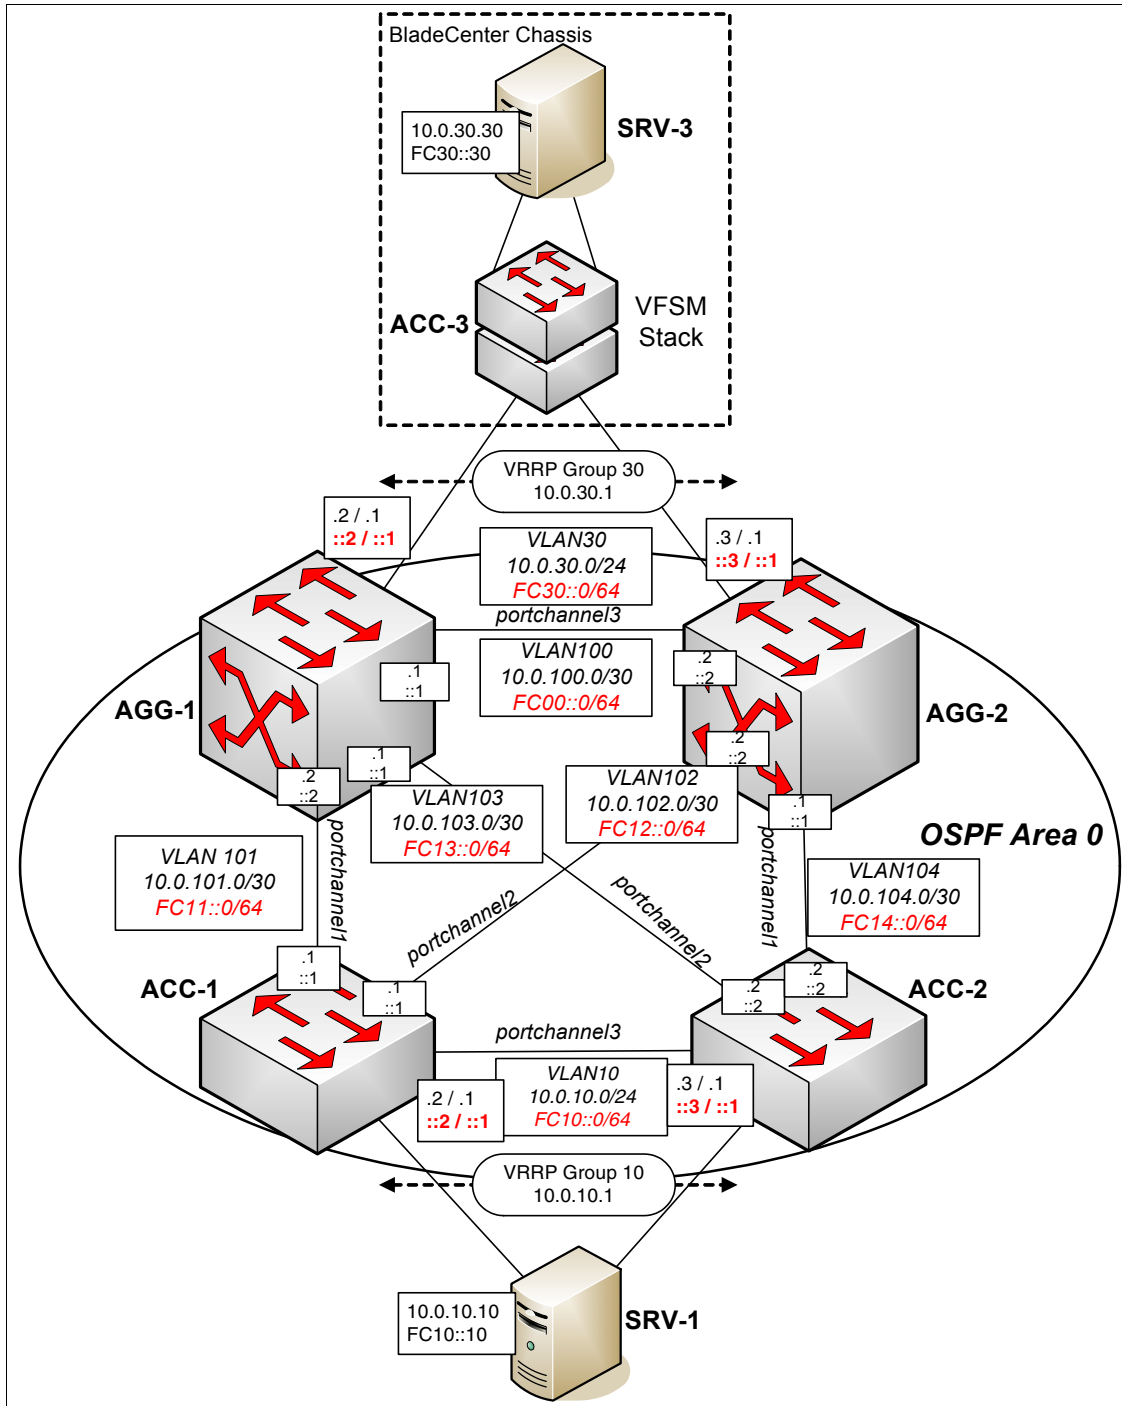 BladeCenter Chassis
SRV-3
10.0.30.30
FC30::30
ACC-3
VFSM
Stack
VRRP Group 30
10.0.30.1
.2 / .1
::2 / ::1
.3 / .1
::3 / ::1
VLAN30
10.0.30.0/24
FC30::0/64
portchannel3
VLAN100
10.0.100.0/30
FC00::0/64
.1
::1
.2
::2
AGG-1
AGG-2
.2
::2
.1
::1
.2
::2
.1
::1
VLAN103
10.0.103.0/30
FC13::0/64
VLAN102
10.0.102.0/30
FC12::0/64
OSPF Area 0
VLAN 101
10.0.101.0/30
FC11::0/64
portchannel1
portchannel2
portchannel2
portchannel1
VLAN104
10.0.104.0/30
FC14::0/64
ACC-1
.1
::1
.1
::1
.2
::2
.2
::2
ACC-2
portchannel3
.2 / .1
::2 / ::1
VLAN10
10.0.10.0/24
FC10::0/64
.3 / .1
::3 / ::1
VRRP Group 10
10.0.10.1
10.0.10.10
FC10::10
SRV-1